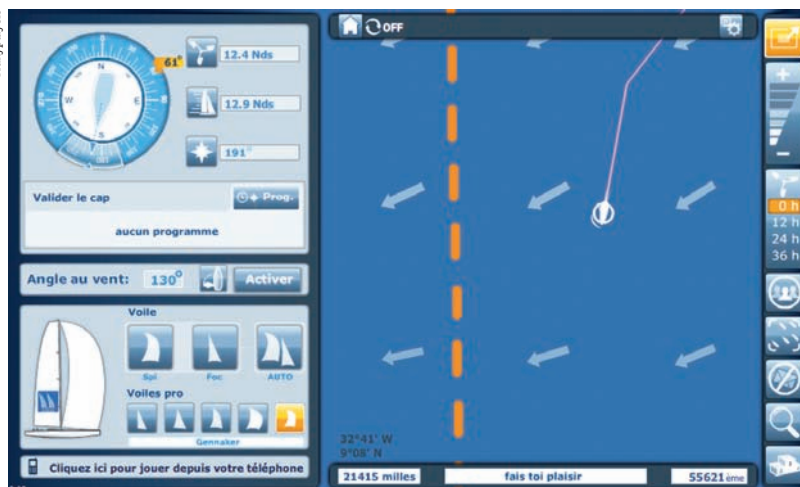 OFF
61°
12.4 Nds
12.9 Nds
191°
N
W
E
S
Valider le cap
Prog.
aucun programme
Angle au vent: 130° Activer
Voile
Spi
Foc
AUTO
Voiles pro
Gennaker
Cliquez ici pour jouer depuis votre téléphone
0 h
12 h
24 h
36 h
32°41' W
9°08' N
21415 milles
fais toi plaisir
55621ème